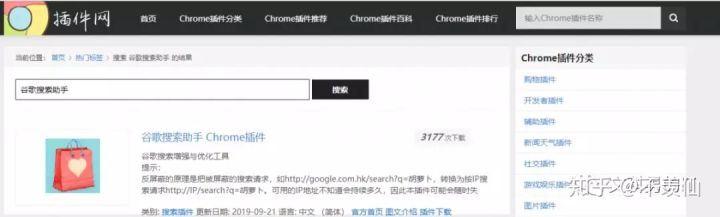 插件网
首页 Chrome插件分类 Chrome插件推荐 Chrome插件百科 Chrome插件排行
输入Chrome插件名称
当前位置: 首页 > 热门标签 > 搜索 谷歌搜索助手 的结果
谷歌搜索助手
搜索
谷歌搜索助手 Chrome插件
3177次下载
谷歌搜索增强与优化工具
提示:
反屏蔽的原理是把被屏蔽的搜索请求, 如http://google.com.hk/search?q=胡萝卜, 转换为按IP搜
索请求http://IP/search?q=胡萝卜, 可用的IP地址不知道会持续多久, 因此本插件可能会随时失
类别: 搜索插件 更新日期: 2019-09-21 语言: 中文 (简体) 官方首页 图文介绍 插件下载
Chrome插件分类
购物插件
开发者插件
辅助插件
新闻天气插件
社交插件
游戏娱乐插件
图片插件
知乎